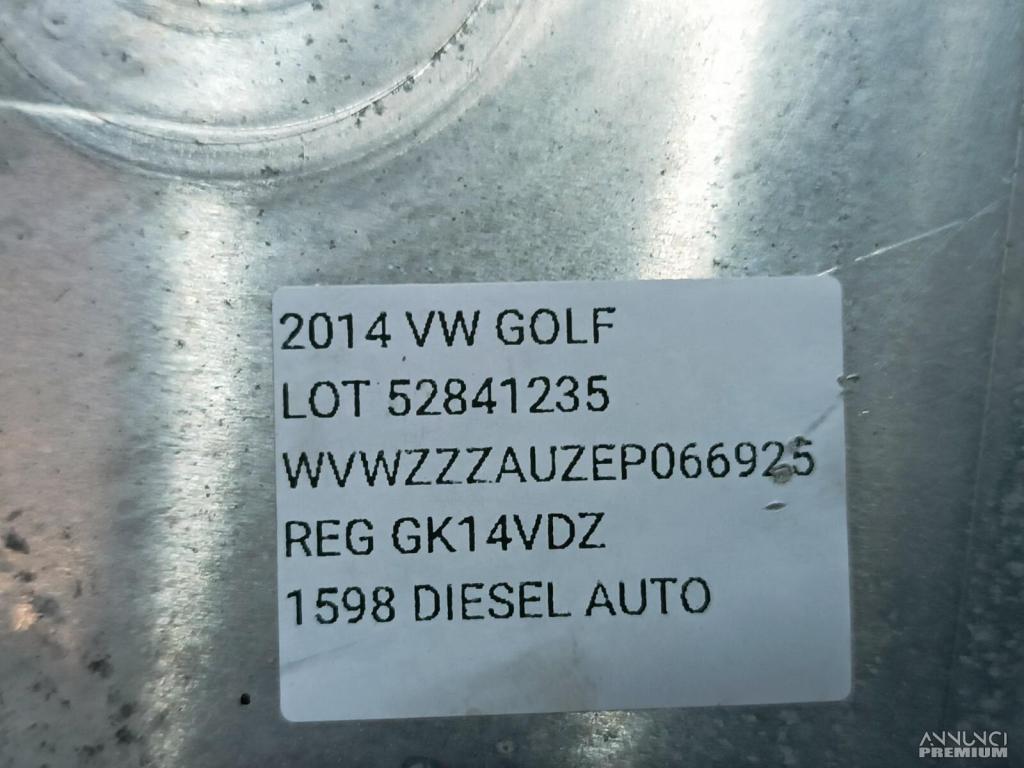 2014 VW GOLF
LOT 52841235
WVWZZZAUZEP066925
REG GK14VDZ
1598 DIESEL AUTO
ANNUNCI
PREMIUM